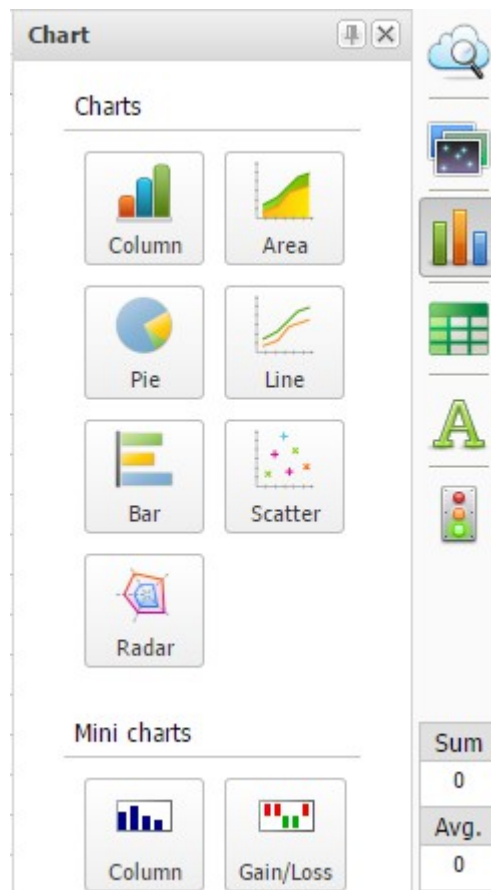 Chart
Charts
Column
Area
Pie
Line
Bar
Scatter
Radar
Mini charts
Column
Gain/Loss
A
Sum
0
Avg.
0